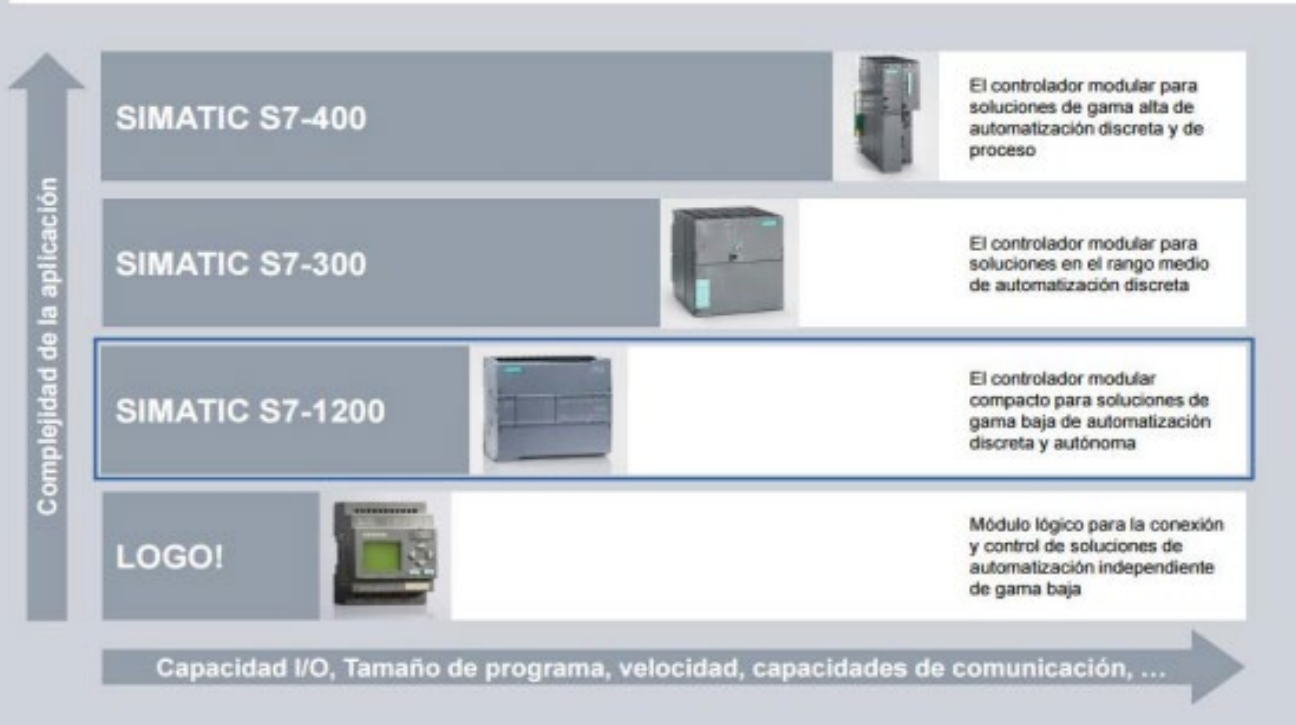 SIMATIC S7-400
El controlador modular para
soluciones de gama alta de
automatización discreta y de
proceso
SIMATIC S7-300
El controlador modular para
soluciones en el rango medio
de automatización discreta
SIMATIC S7-1200
El controlador modular
compacto para soluciones de
gama baja de automatización
discreta y autónoma
LOGO!
Módulo lógico para la conexión
y control de soluciones de
automatización independiente
de gama baja
Complejidad de la aplicación
Capacidad I/O, Tamaño de programa, velocidad, capacidades de comunicación, ...